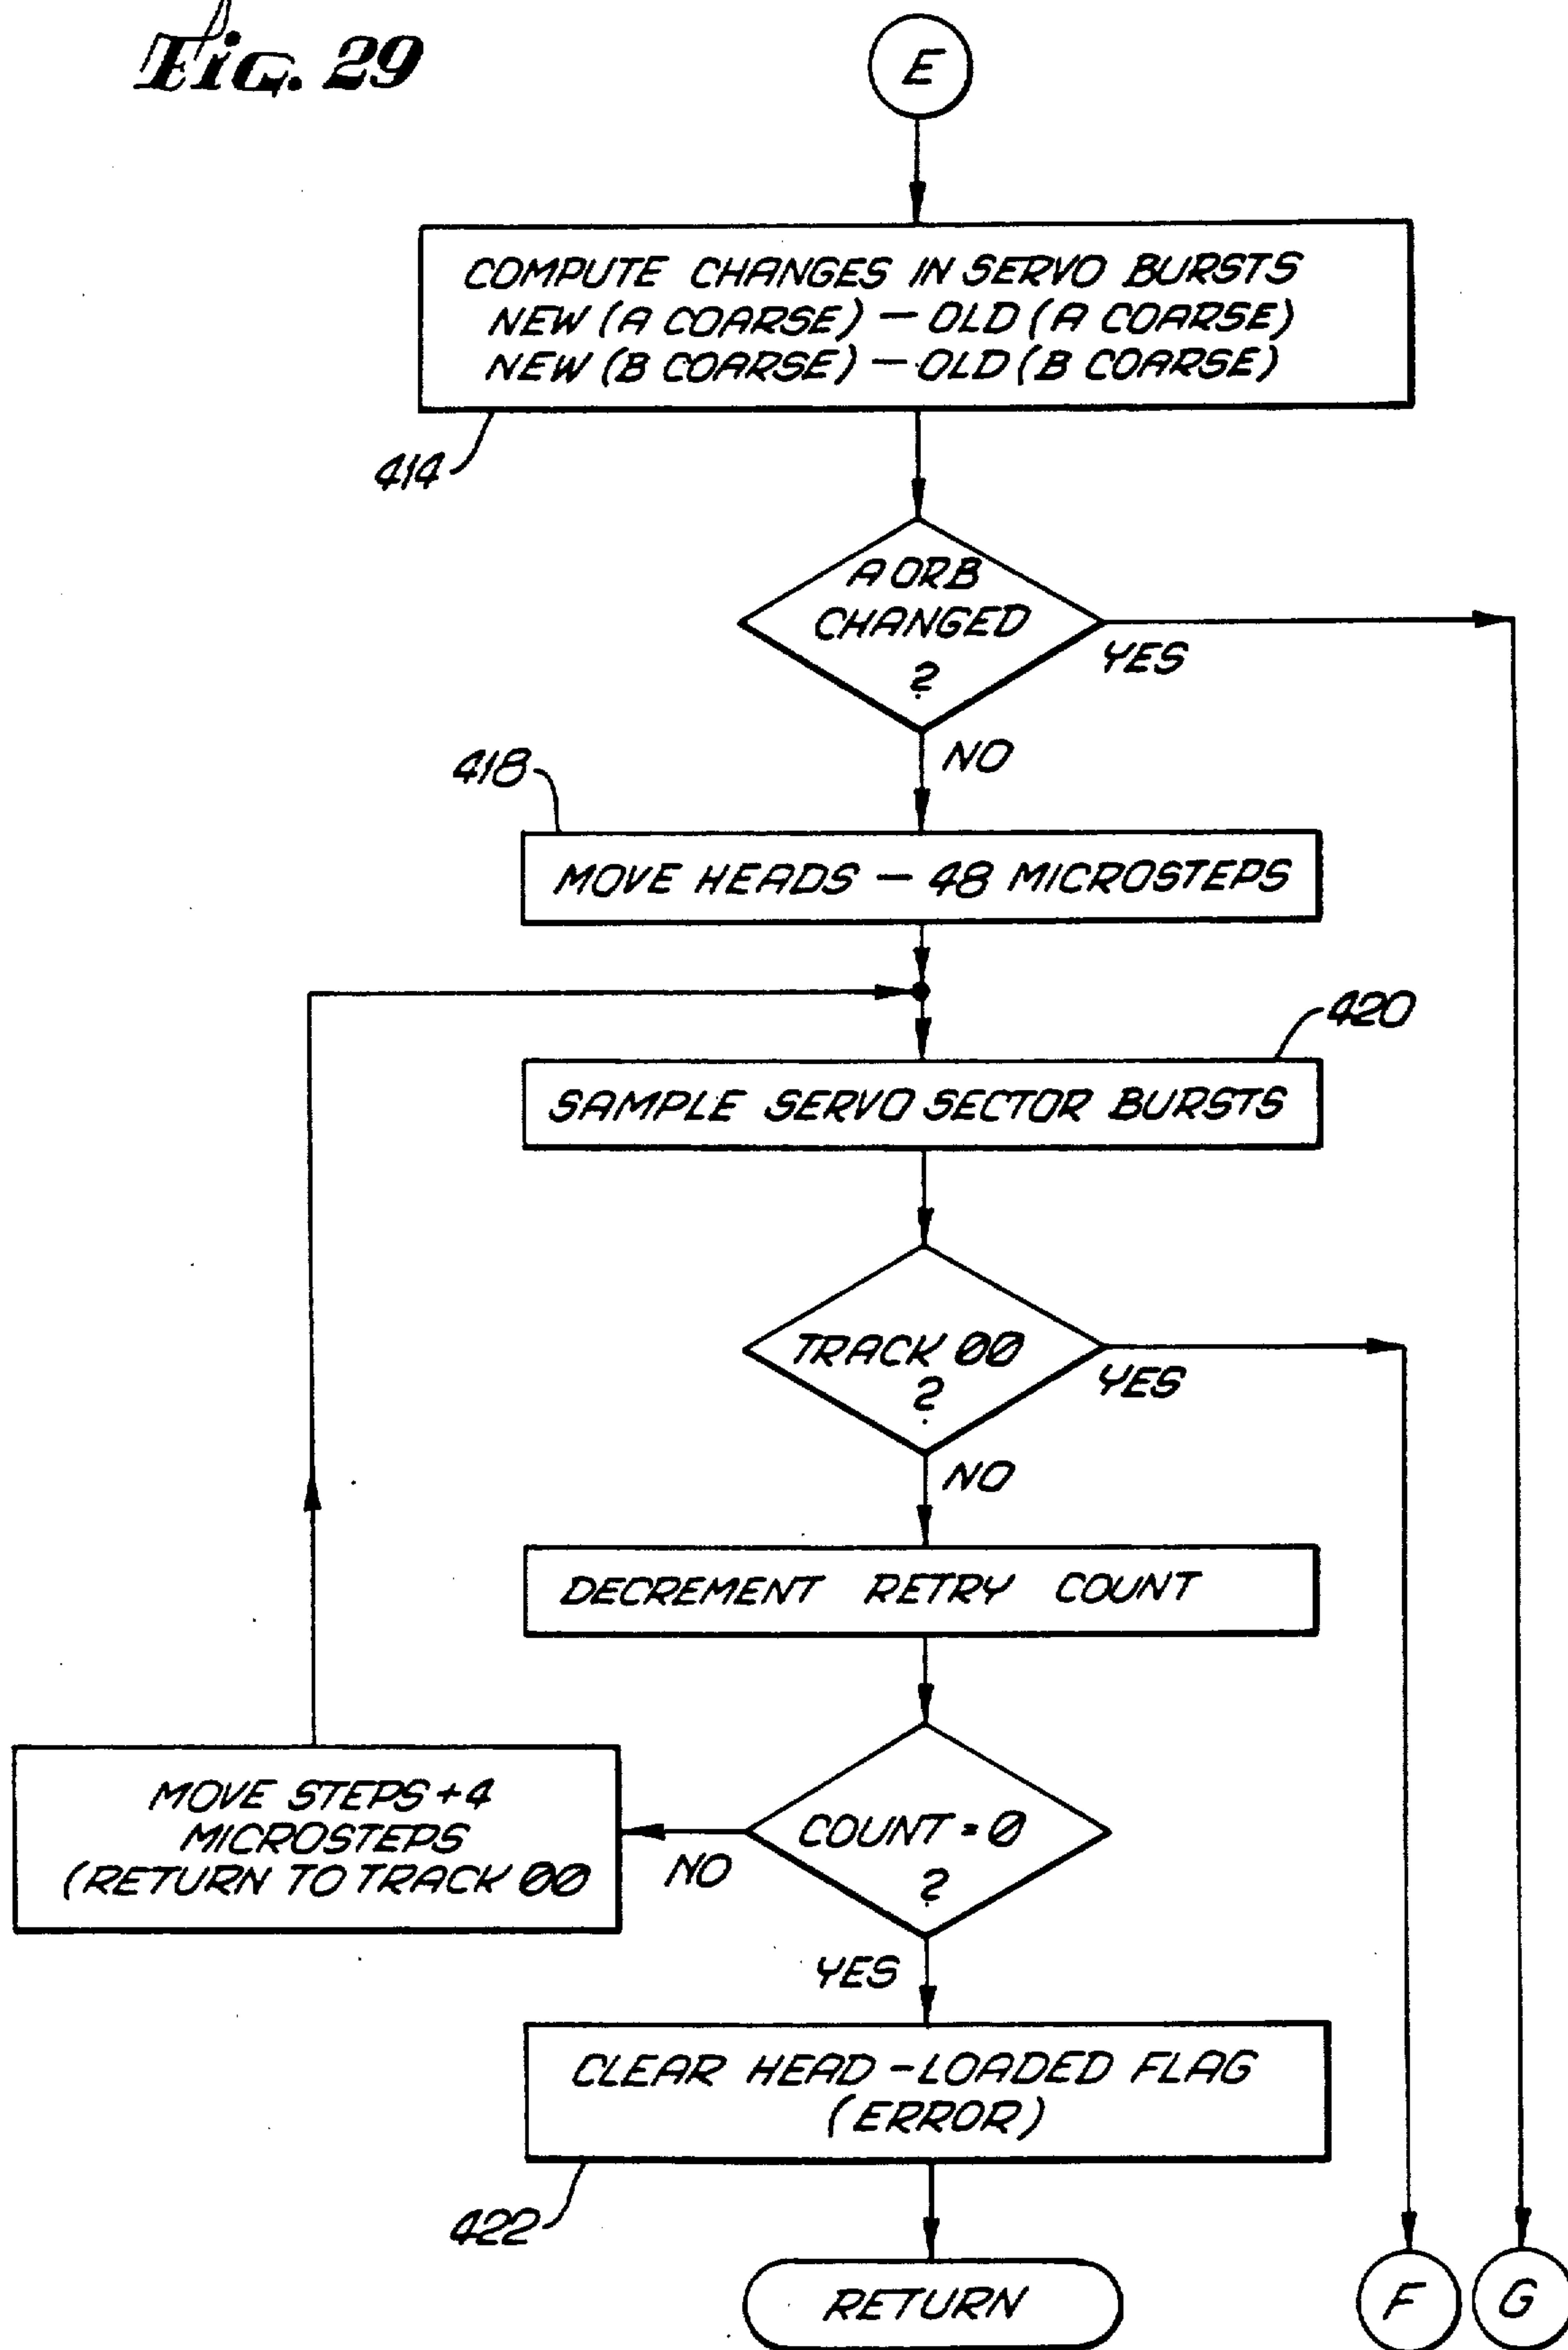 Fig. 29
E
COMPUTE CHANGES IN SERVO BURSTS
NEW (A COARSE) — OLD (A COARSE)
NEW (B COARSE) — OLD (B COARSE)
414
A OR B
CHANGED
?
YES
NO
418
MOVE HEADS — 48 MICROSTEPS
420
SAMPLE SERVO SECTOR BURSTS
TRACK 00
?
YES
NO
DECREMENT RETRY COUNT
MOVE STEPS +4
MICROSTEPS
(RETURN TO TRACK 00
NO
COUNT = 0
?
YES
CLEAR HEAD - LOADED FLAG
(ERROR)
422
RETURN
F
G